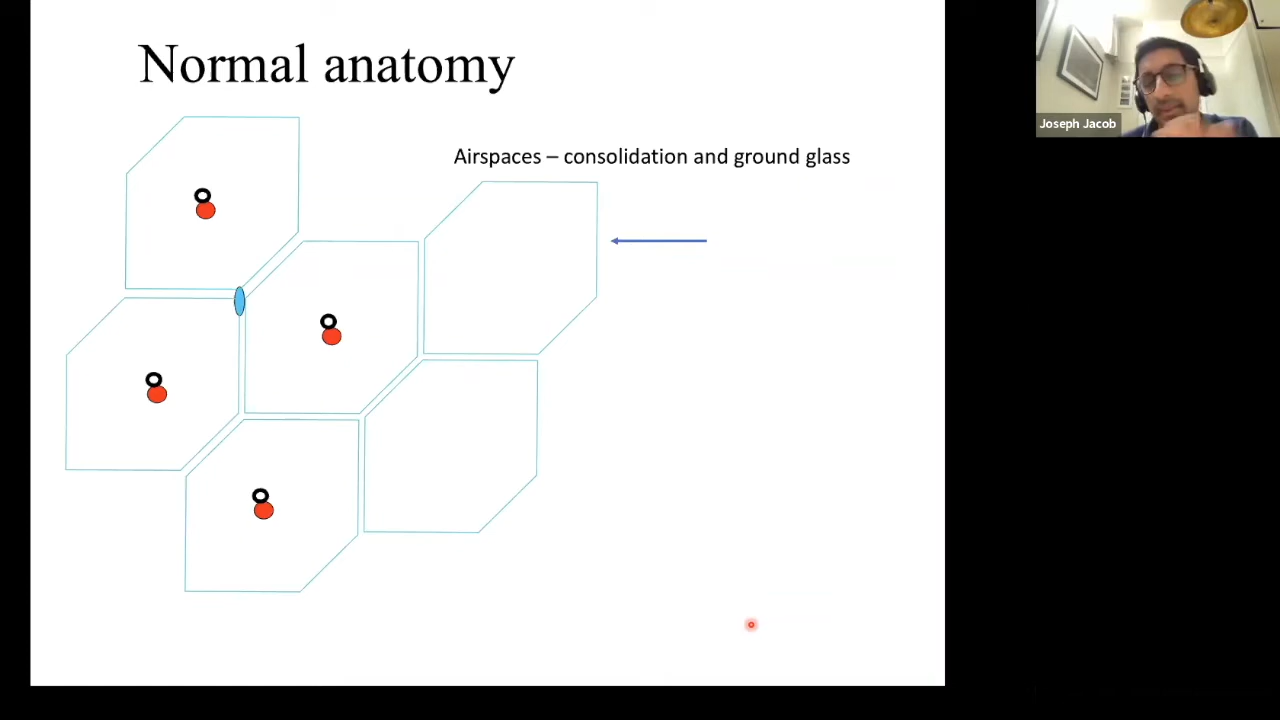 Normal anatomy
Airspaces – consolidation and ground glass
Joseph Jacob